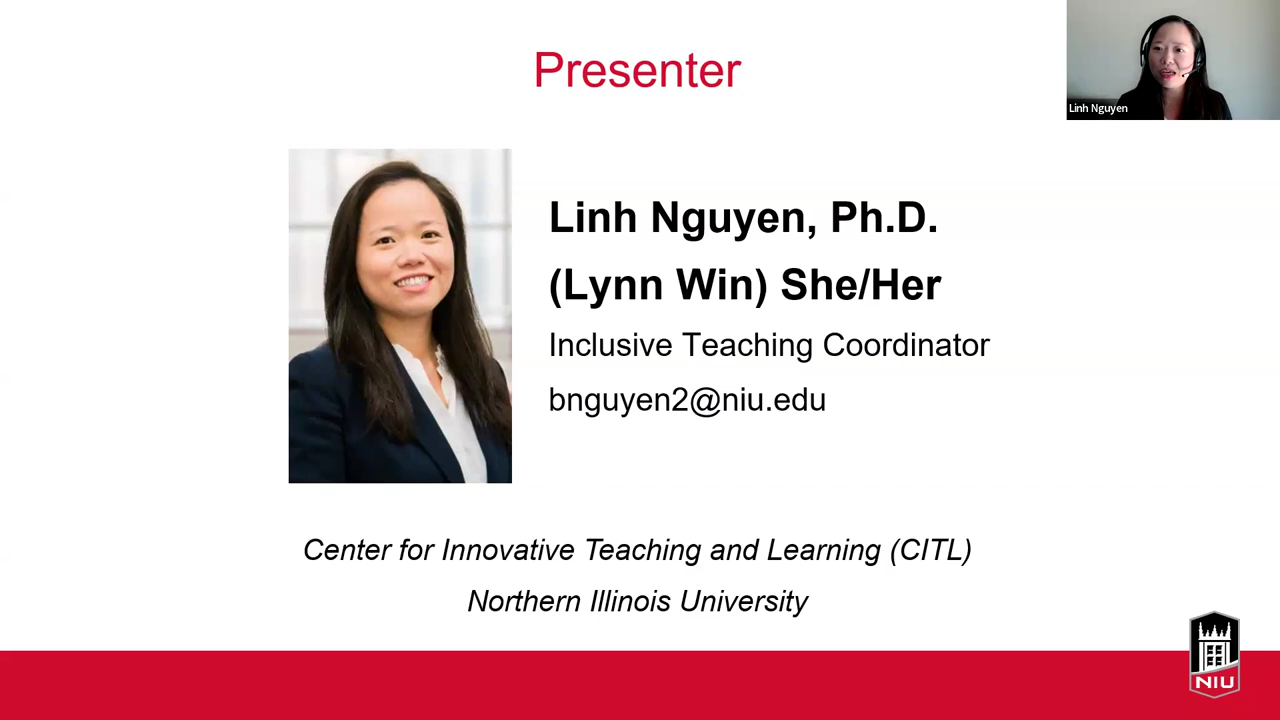 Presenter
Linh Nguyen
Linh Nguyen, Ph.D.
(Lynn Win) She/Her
Inclusive Teaching Coordinator
bnguyen2@niu.edu
Center for Innovative Teaching and Learning (CITL)
Northern Illinois University
NIU